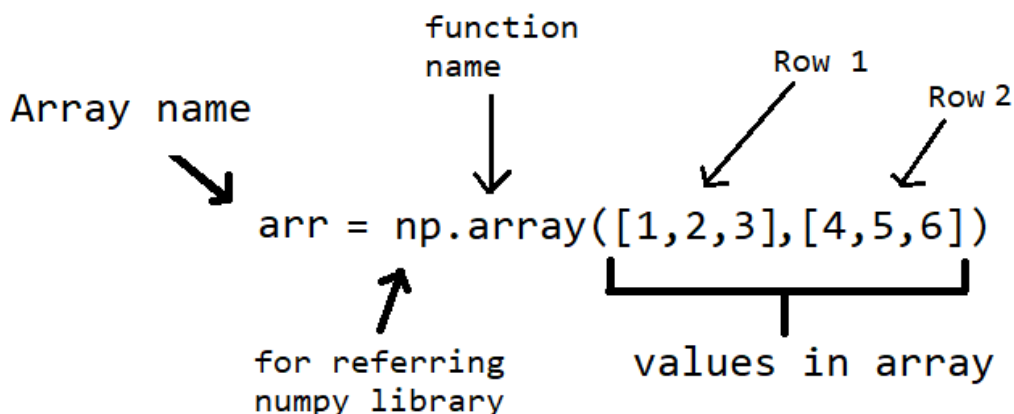 function
name
Row 1
Row 2
Array name
arr = np.array([1,2,3],[4,5,6])
for referring
numpy library
values in array